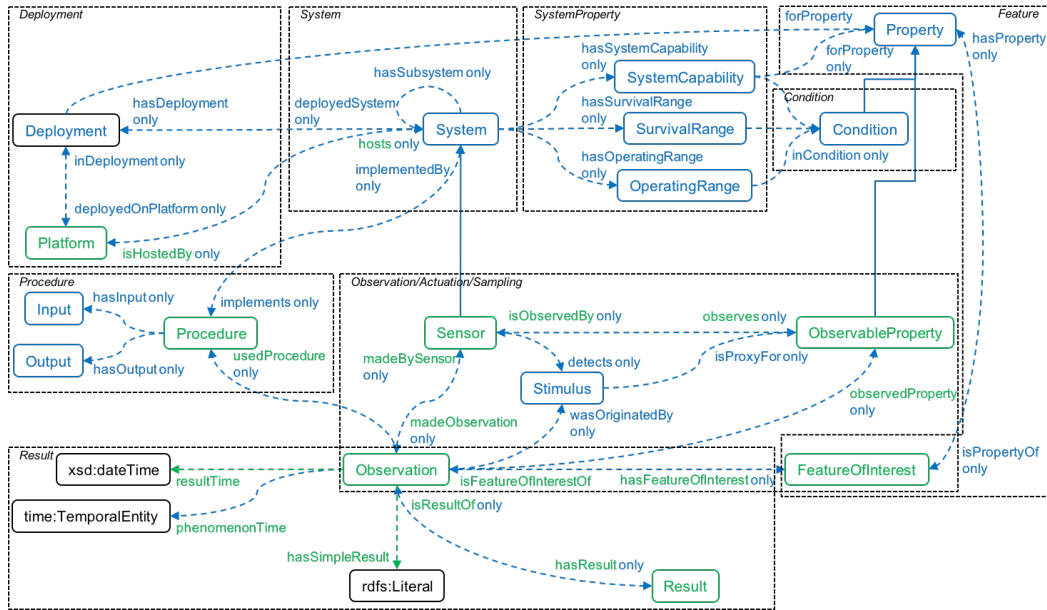 Deployment
System
SystemProperty
Feature
forProperty
Property
hasProperty
only
hasSystemCapability
only
forProperty
only
hasSubsystem only
SystemCapability
hasDeployment
only
deployedSystem
only
Condition
hasSurvivalRange
only
Deployment
System
SurvivalRange
Condition
hosts only
inDeployment only
implementedBy
only
hasOperatingRange
only
inCondition only
OperatingRange
deployedOnPlatform only
Platform
isHostedBy only
Procedure
Observation/Actuation/Sampling
hasInput only
Input
implements only
Procedure
Sensor
isObservedBy only
observes only
ObservableProperty
usedProcedure
only
madeBySensor
only
Output
hasOutput only
detects only
isProxyFor only
Stimulus
observedProperty
only
madeObservation
only
wasOriginatedBy
only
Result
isPropertyOf
only
xsd:dateTime
resultTime
Observation
isFeatureOfInterestOf
hasFeatureOfInterest only
FeatureOfInterest
time:TemporalEntity
phenomenonTime
isResultOf only
hasSimpleResult
hasResult only
rdfs:Literal
Result